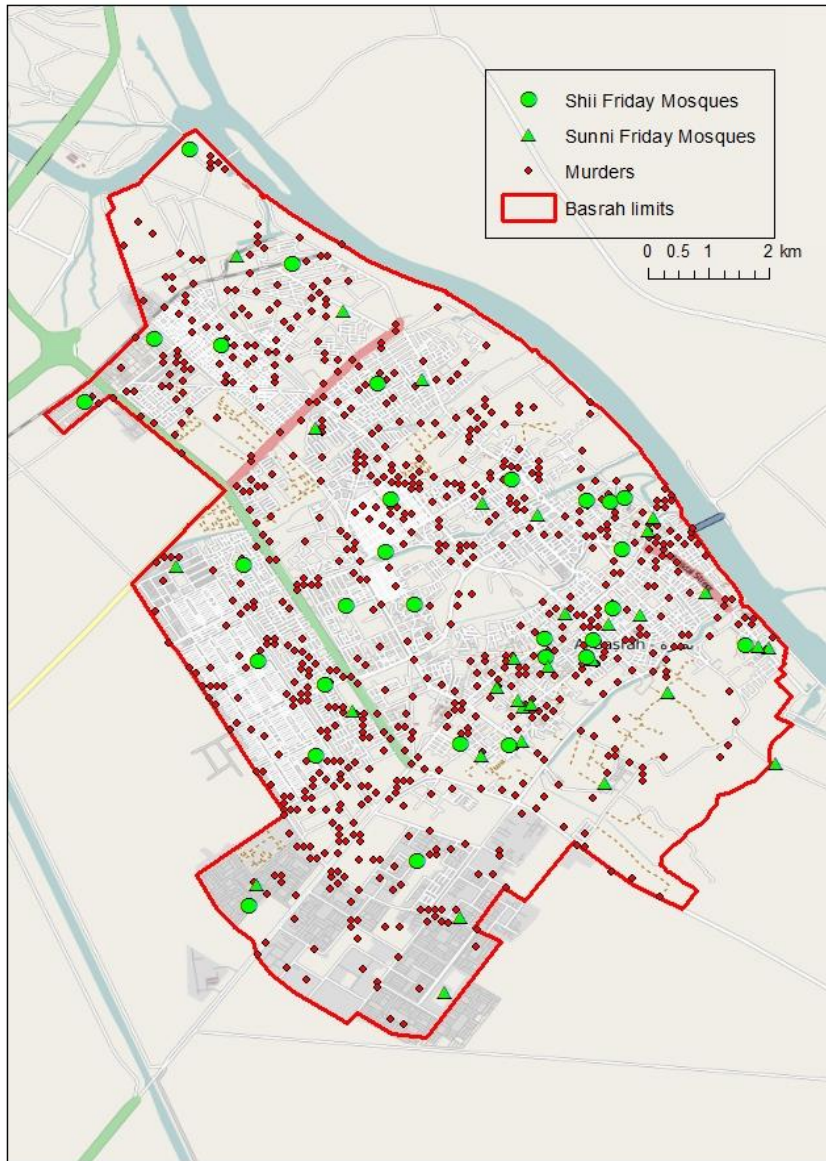 Shii Friday Mosques
Sunni Friday Mosques
Murders
Basrah limits
0 0.5 1 2 km